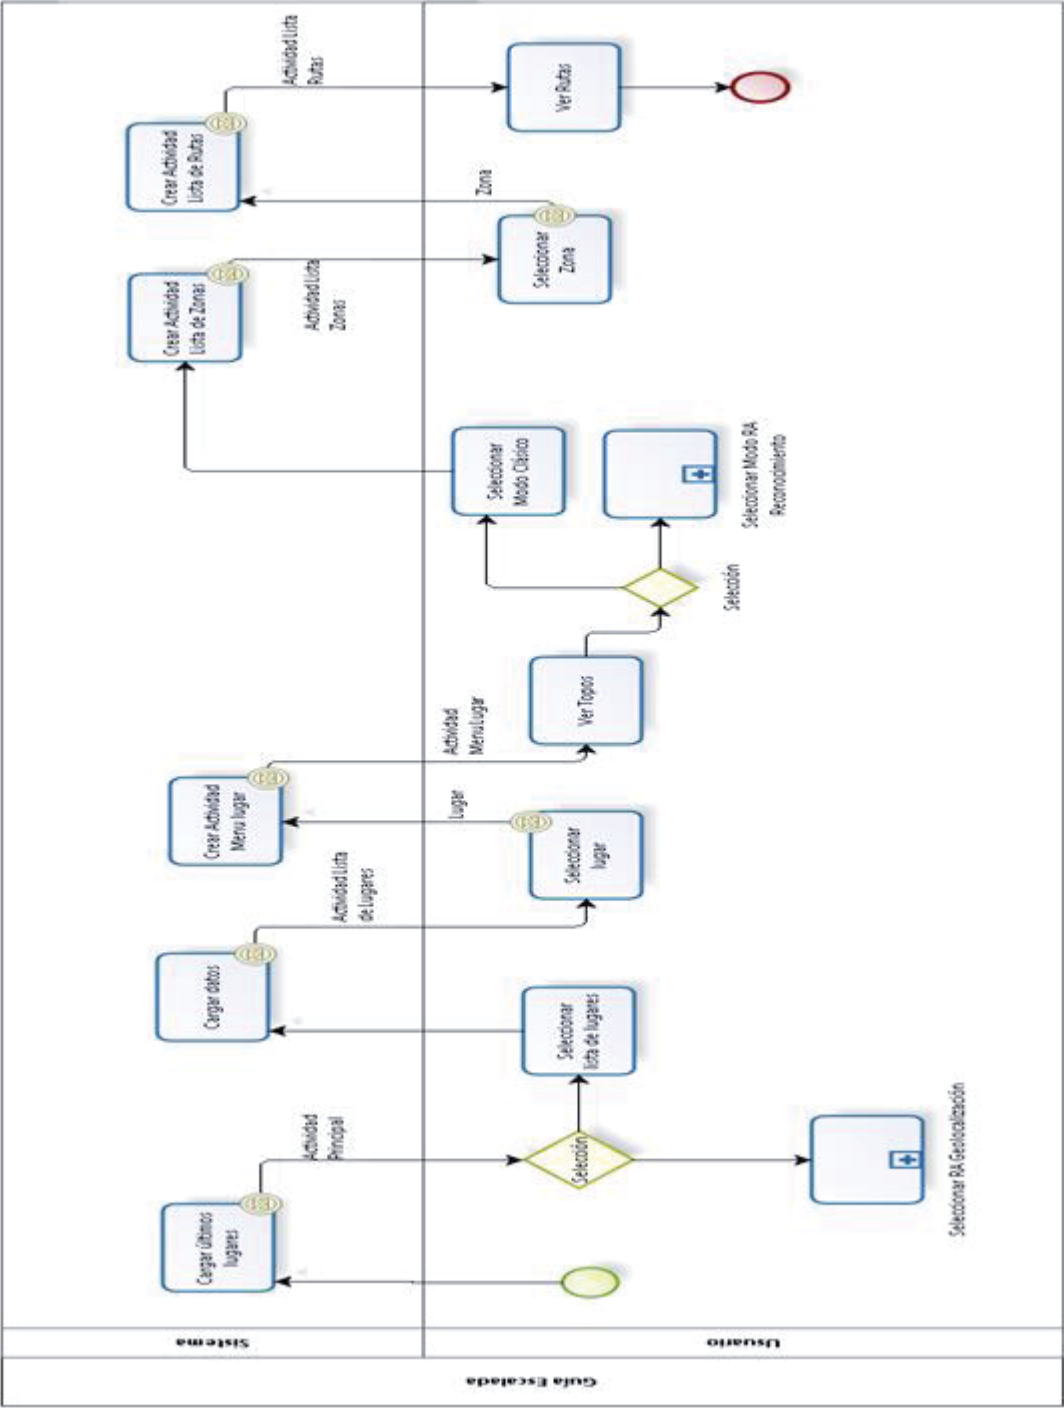 Guía Escalada
Sistema
Usuario
Cargar últimos
lugares
Actividad
Principal
Selección
Seleccionar RA Geolocalización
Seleccionar
lista de lugares
Cargar datos
Actividad Lista
de Lugares
Seleccionar
lugar
Lugar
Crear Actividad
Menu lugar
Actividad
Menu Lugar
Ver Topos
Selección
Seleccionar
Modo Clásico
Seleccionar Modo RA
Reconocimiento
Crear Actividad
Lista de Zonas
Actividad Lista
Zonas
Seleccionar
Zona
Zona
Crear Actividad
Lista de Rutas
Actividad Lista
Rutas
Ver Rutas